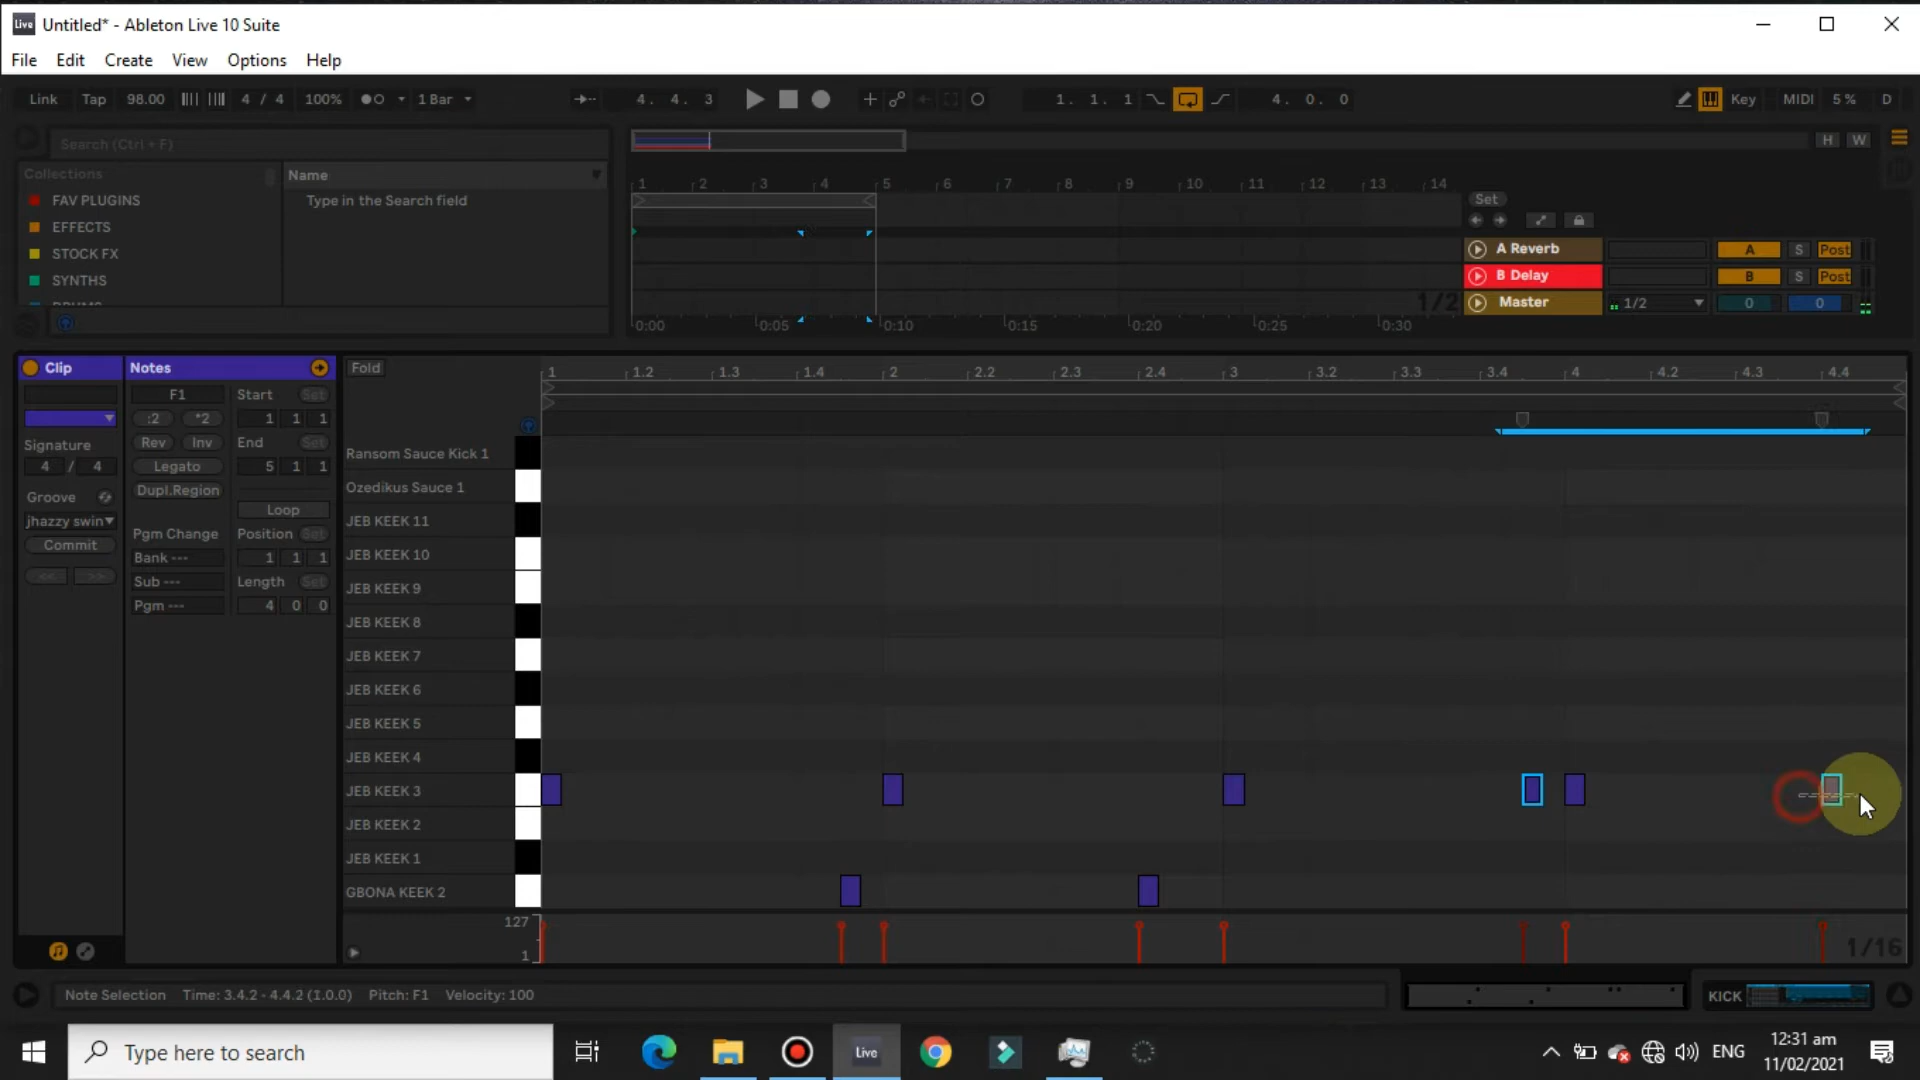 Live Untitled* - Ableton Live 10 Suite
File Edit Create View Options Help
Link Tap 98.00 4 / 4 100% 1 Bar 4. 4. 3 1. 1. 1 4. 0. 0 Key MIDI 5 % D
Search (Ctrl + F)
H W
Collections
Name
FAV PLUGINS
Type in the Search field
EFFECTS
STOCK FX
SYNTHS
DRUMS
1 2 3 4 5 6 7 8 9 10 11 12 13 14
Set
A Reverb A S Post
B Delay B S Post
1/2 Master 1/2 0 0
0:00 0:05 0:10 0:15 0:20 0:25 0:30
Clip Notes Fold
1 1.2 1.3 1.4 2 2.2 2.3 2.4 3 3.2 3.3 3.4 4 4.2 4.3 4.4
F1 Start Set
:2 *2 1 1 1
Signature Rev Inv End Set
4 / 4 Legato 5 1 1
Groove Dupl.Region
jhazzy swin Loop
Commit Pgm Change Position Set
<< >> Bank --- 1 1 1
Sub --- Length Set
Pgm --- 4 0 0
Ransom Sauce Kick 1
Ozedikus Sauce 1
JEB KEEK 11
JEB KEEK 10
JEB KEEK 9
JEB KEEK 8
JEB KEEK 7
JEB KEEK 6
JEB KEEK 5
JEB KEEK 4
JEB KEEK 3
JEB KEEK 2
JEB KEEK 1
GBONA KEEK 2
127
1
1/16
Note Selection Time: 3.4.2 - 4.4.2 (1.0.0) Pitch: F1 Velocity: 100
KICK
Type here to search
Live
ENG
12:31 am
11/02/2021